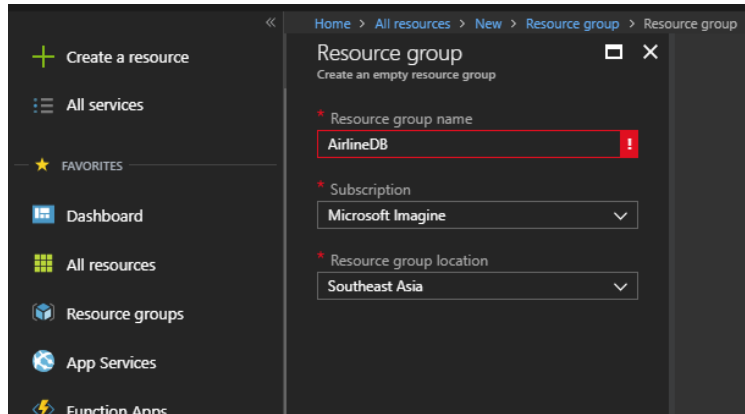 «
Home > All resources > New > Resource group > Resource group
Create a resource
All services
FAVORITES
Dashboard
All resources
Resource groups
App Services
Function Apps
Resource group
Create an empty resource group
* Resource group name
AirlineDB !
* Subscription
Microsoft Imagine
* Resource group location
Southeast Asia